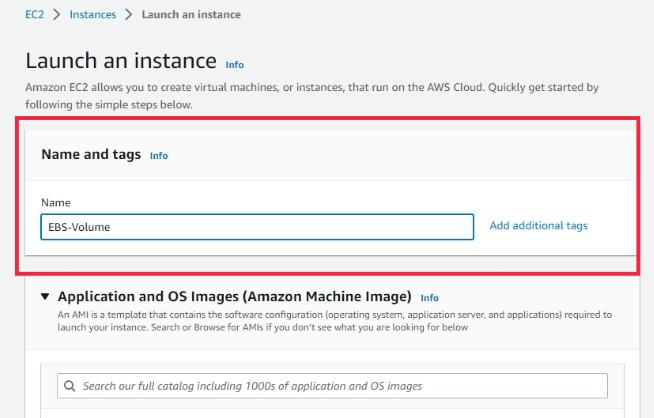 EC2 > Instances > Launch an instance
Launch an instance Info
Amazon EC2 allows you to create virtual machines, or instances, that run on the AWS Cloud. Quickly get started by
following the simple steps below.
Name and tags Info
Name
EBS-Volume Add additional tags
Application and OS Images (Amazon Machine Image) Info
An AMI is a template that contains the software configuration (operating system, application server, and applications) required to
launch your instance. Search or Browse for AMIs if you don't see what you are looking for below
Search our full catalog including 1000s of application and OS images